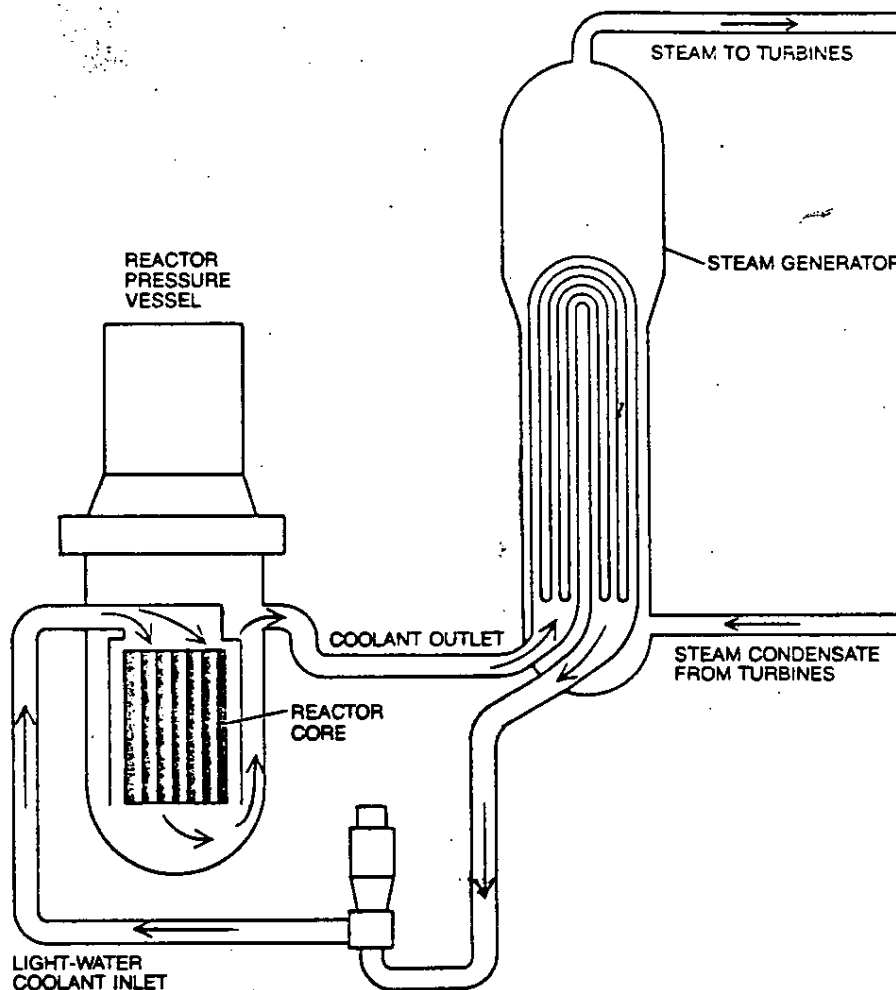 STEAM TO TURBINES
STEAM GENERATOR
REACTOR
PRESSURE
VESSEL
COOLANT OUTLET
STEAM CONDENSATE
FROM TURBINES
REACTOR
CORE
LIGHT-WATER
COOLANT INLET